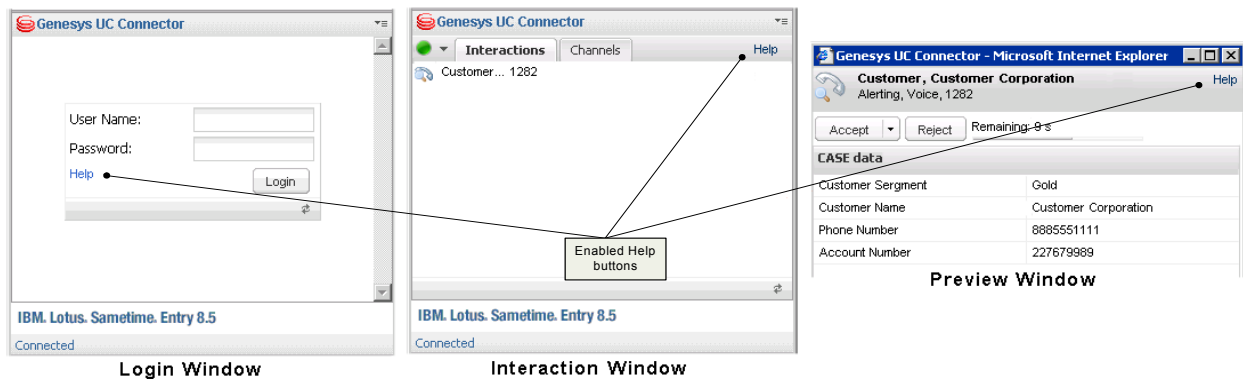 Genesys UC Connector
User Name:
Password:
Help
Login
IBM. Lotus. Sametime. Entry 8.5
Connected
Login Window
Genesys UC Connector
Interactions
Channels
Help
Customer... 1282
Enabled Help
buttons
IBM. Lotus. Sametime. Entry 8.5
Connected
Interaction Window
Genesys UC Connector - Microsoft Internet Explorer
Customer, Customer Corporation
Help
Alerting, Voice, 1282
Accept
Reject
Remaining: 9 s
CASE data
Customer Sergment Gold
Customer Name Customer Corporation
Phone Number 8885551111
Account Number 227679989
Preview Window